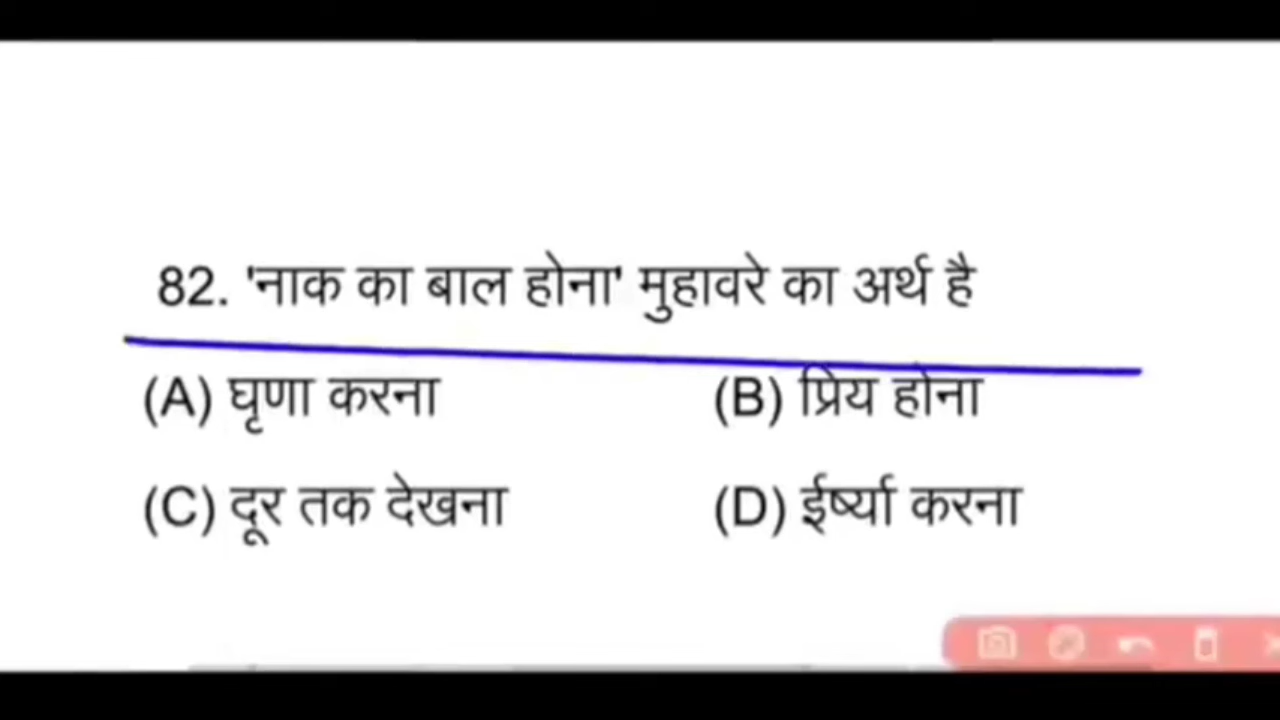 82. 'नाक का बाल होना' मुहावरे का अर्थ है
(A) घृणा करना (B) प्रिय होना
(C) दूर तक देखना (D) ईर्ष्या करना